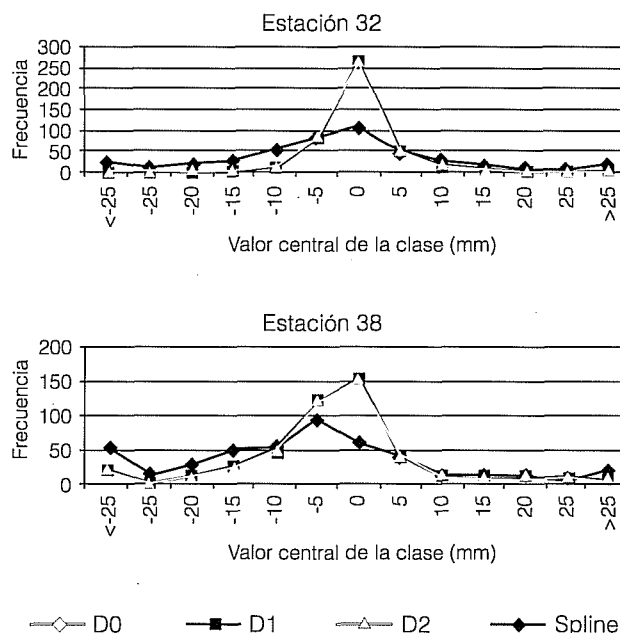 Estación 32
Frecuencia
300
250
200
150
100
50
0
<-25 -25 -20 -15 -10 -5 0 5 10 15 20 25 >25
Valor central de la clase (mm)
Estación 38
Frecuencia
200
150
100
50
0
<-25 -25 -20 -15 -10 -5 0 5 10 15 20 25 >25
Valor central de la clase (mm)
D0 D1 D2 Spline